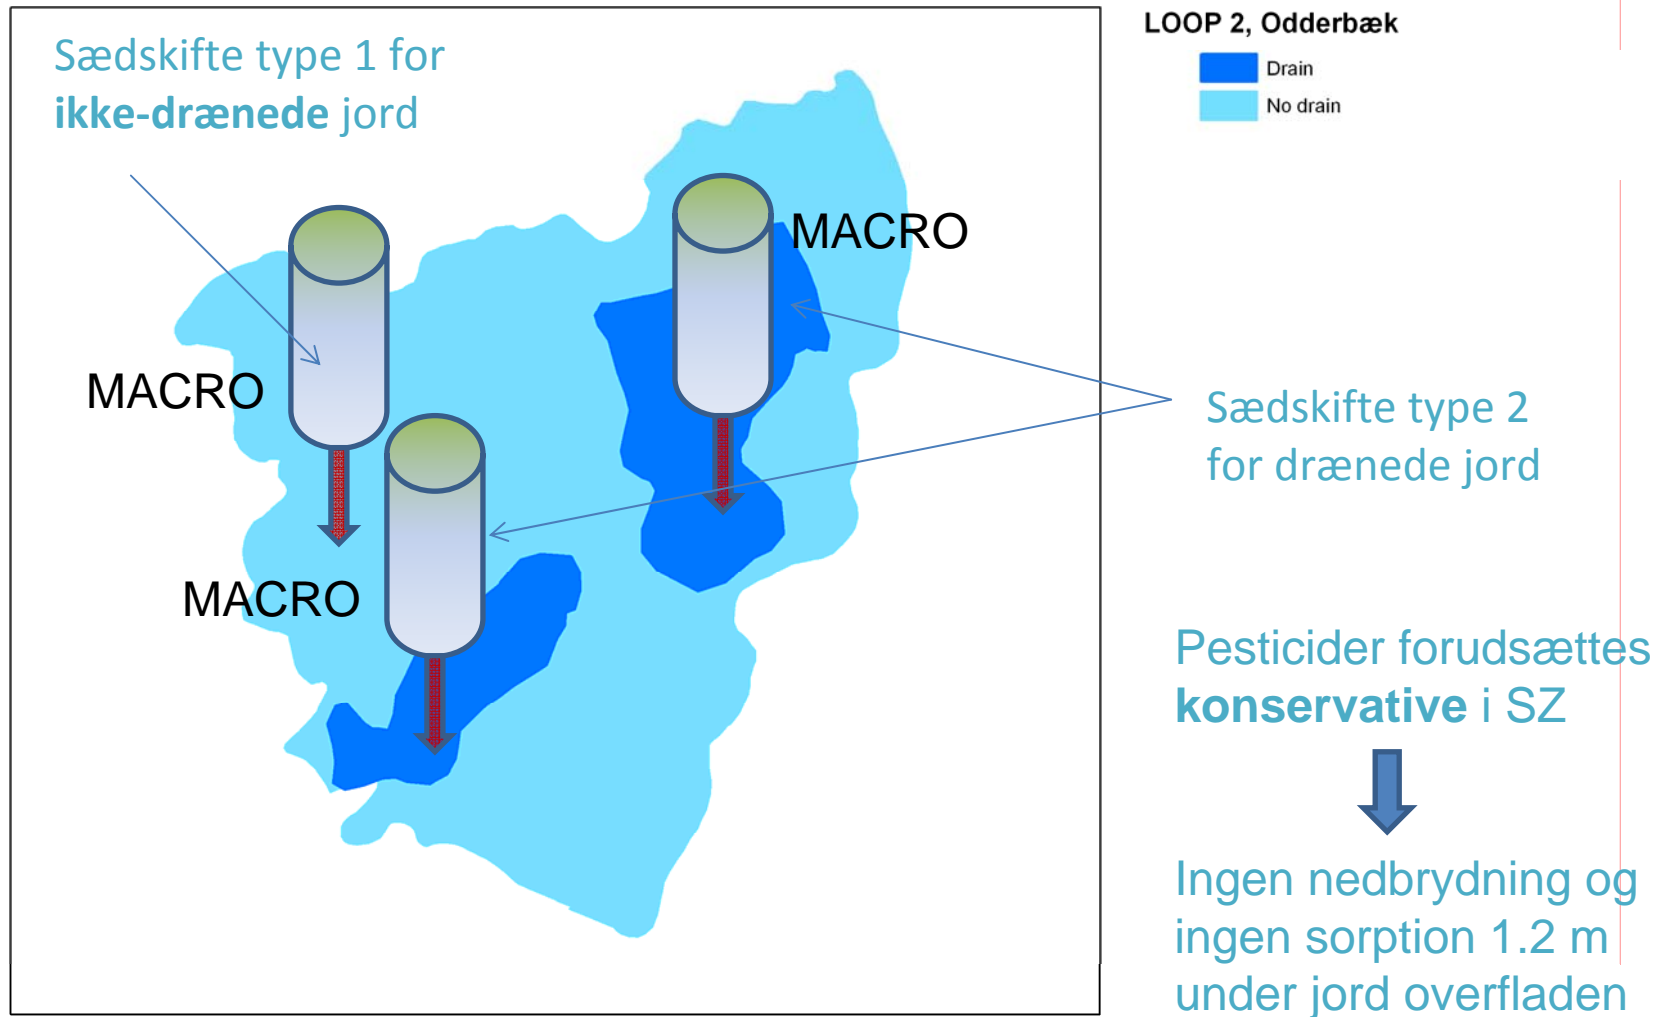 Sædskifte type 1 for
ikke-drænede jord
LOOP 2, Odderbæk
Drain
No drain
MACRO
MACRO
MACRO
Sædskifte type 2
for drænede jord
Pesticider forudsættes
konservative i SZ
Ingen nedbrydning og
ingen sorption 1.2 m
under jord overfladen